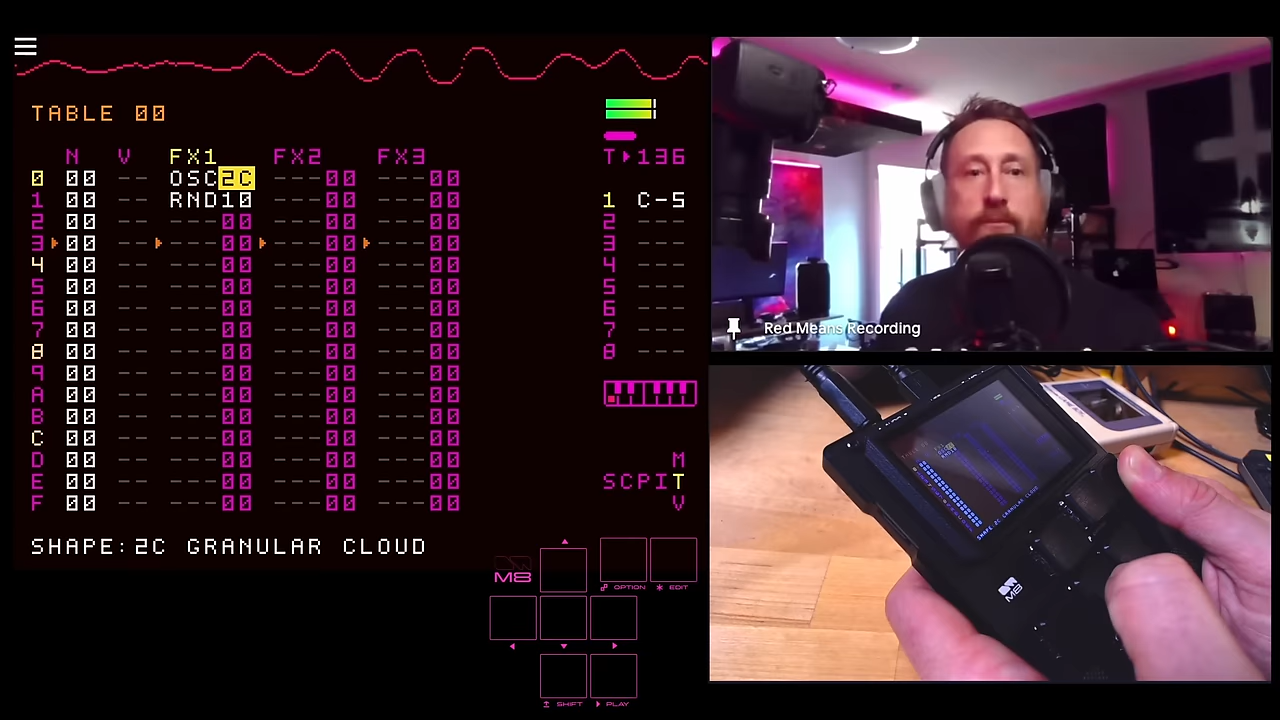 TABLE 00
N V FX1 FX2 FX3
0 00 -- OSC2C ---00 ---00
1 00 -- RND10 ---00 ---00
2 00 -- ---00 ---00 ---00
3 00 -- ---00 ---00 ---00
4 00 -- ---00 ---00 ---00
5 00 -- ---00 ---00 ---00
6 00 -- ---00 ---00 ---00
7 00 -- ---00 ---00 ---00
8 00 -- ---00 ---00 ---00
9 00 -- ---00 ---00 ---00
A 00 -- ---00 ---00 ---00
B 00 -- ---00 ---00 ---00
C 00 -- ---00 ---00 ---00
D 00 -- ---00 ---00 ---00
E 00 -- ---00 ---00 ---00
F 00 -- ---00 ---00 ---00
SHAPE:2C GRANULAR CLOUD
T▸136
1 C-5
2 ---
3 ---
4 ---
5 ---
6 ---
7 ---
8 ---
M
SCPIT
V
M8
OPTION
EDIT
SHIFT
PLAY
Red Means Recording
SHAPE 2C GRANULAR CLOUD
M8